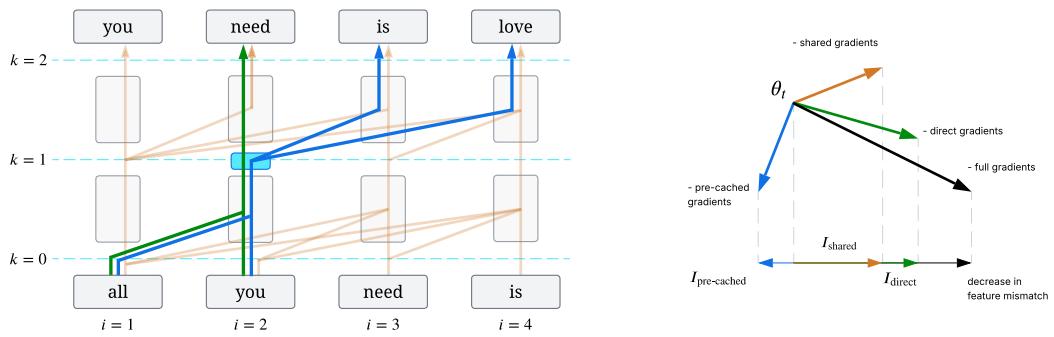 you need is love
k = 2
k = 1
k = 0
all you need is
i = 1 i = 2 i = 3 i = 4
- shared gradients
θt
- direct gradients
- full gradients
- pre-cached
gradients
Ishared
Ipre-cached
Idirect
decrease in
feature mismatch